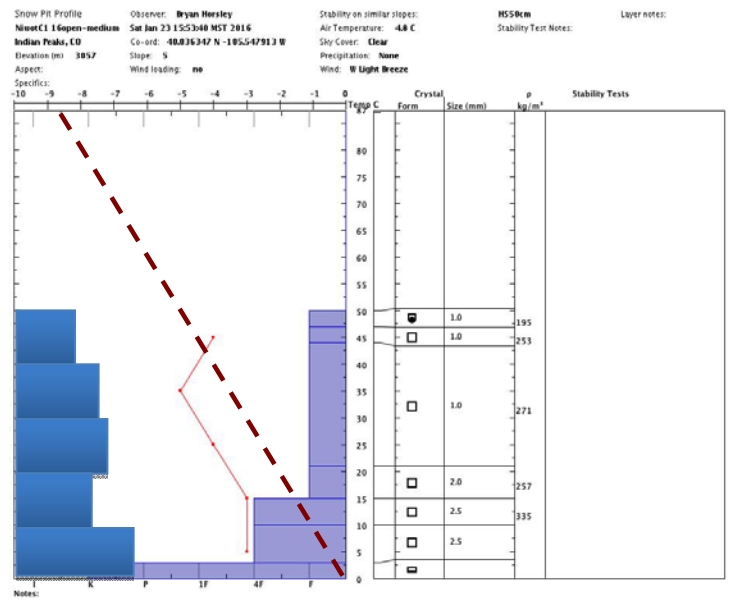 Snow Pit Profile
NiwotC1 16open-medium
Indian Peaks, CO
Elevation (m) 3057
Aspect:
Specifics:
Observer: Bryan Horsley
Sat Jan 23 15:53:40 MST 2016
Co-ord: 40.036347 N -105.547913 W
Slope: 5
Wind loading: no
Stability on similar slopes:
Air Temperature: 4.0 C
Sky Cover: Clear
Precipitation: None
Wind: W Light Breeze
HS50cm
Stability Test Notes:
Layer notes:
-10 -9 -8 -7 -6 -5 -4 -3 -2 -1 0
Temp C
Crystal
Form Size (mm)
ρ
kg/m³
Stability Tests
87
80
75
70
65
60
55
50
45
40
35
30
25
20
15
10
5
0
1.0
1.0
1.0
2.0
2.5
2.5
195
253
271
257
335
I K P 1F 4F F
Notes: